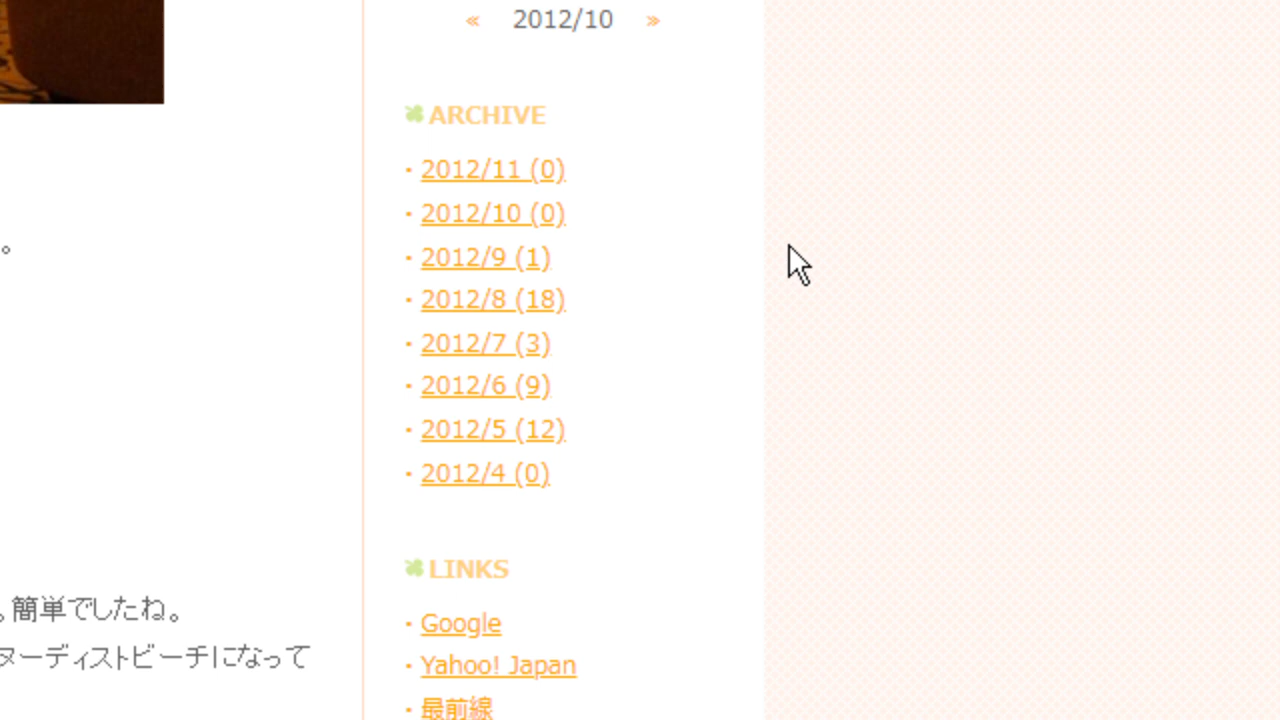 « 2012/10 »
ARCHIVE
・2012/11 (0)
・2012/10 (0)
。
・2012/9 (1)
・2012/8 (18)
・2012/7 (3)
・2012/6 (9)
・2012/5 (12)
・2012/4 (0)
LINKS
。簡単でしたね。
・Google
ヌーディストビーチになって
・Yahoo! Japan
・最前線